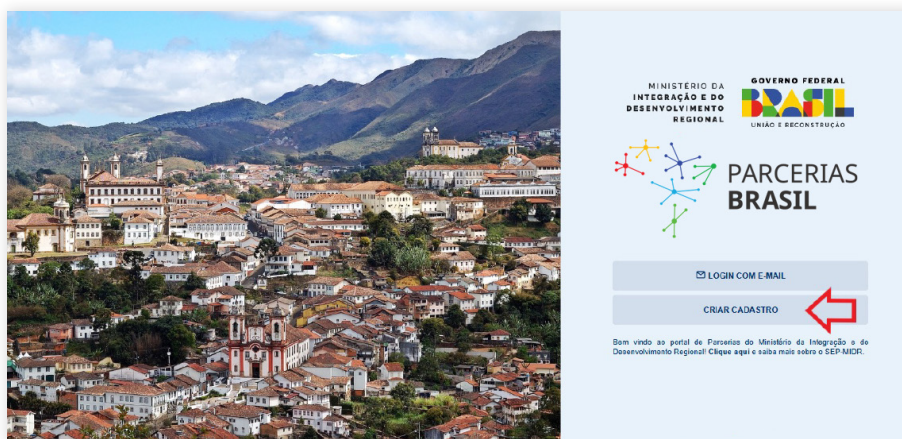 MINISTÉRIO DA
INTEGRAÇÃO E DO
DESENVOLVIMENTO
REGIONAL
GOVERNO FEDERAL
BRASIL
UNIÃO E RECONSTRUÇÃO
PARCERIAS
BRASIL
LOGIN COM E-MAIL
CRIAR CADASTRO
Bem vindo ao portal de Parcerias do Ministério da Integração e de
Desenvolvimento Regional! Clique aqui e saiba mais sobre o SEP-MIDR.